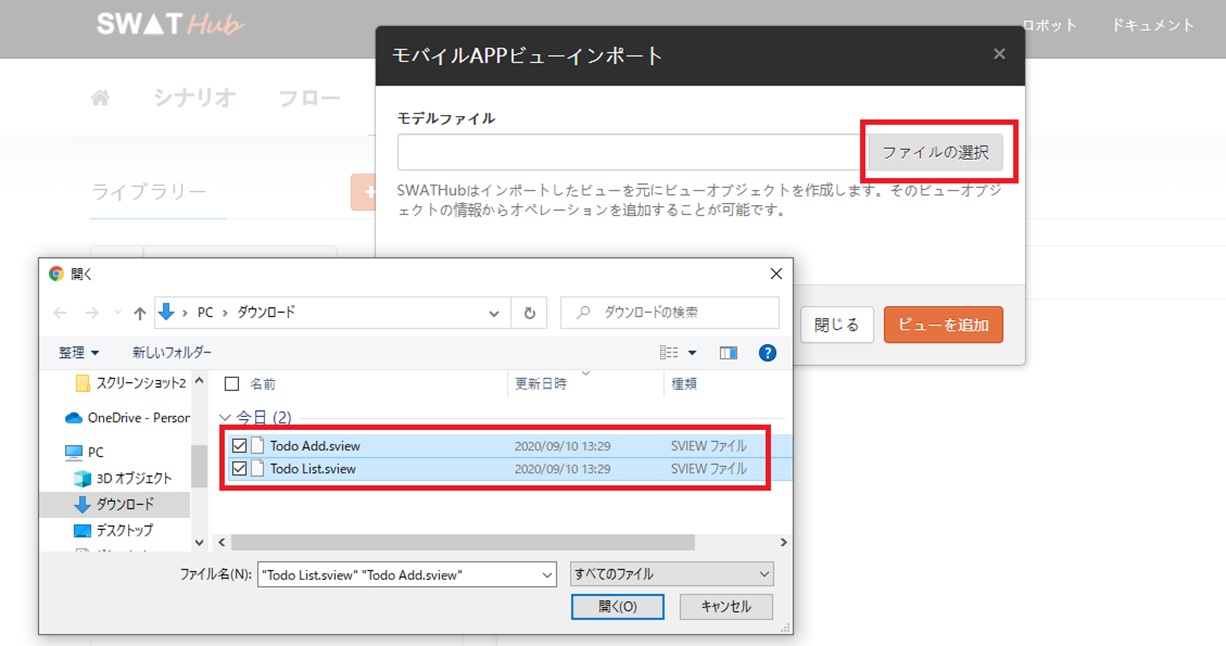 SWAT Hub
ロボット ドキュメント
モバイルAPPビューインポート ×
シナリオ フロー
モデルファイル
ファイルの選択
ライブラリー +
SWATHubはインポートしたビューを元にビューオブジェクトを作成します。そのビューオブジ
ェクトの情報からオペレーションを追加することが可能です。
閉じる ビューを追加
開く
PC › ダウンロード ダウンロードの検索
整理 新しいフォルダー
スクリーンショット2
OneDrive - Person
PC
3D オブジェクト
ダウンロード
デスクトップ
名前 更新日時 種類
今日 (2)
Todo Add.sview 2020/09/10 13:29 SVIEW ファイル
Todo List.sview 2020/09/10 13:29 SVIEW ファイル
ファイル名(N): "Todo List.sview" "Todo Add.sview" すべてのファイル
開く(O) キャンセル